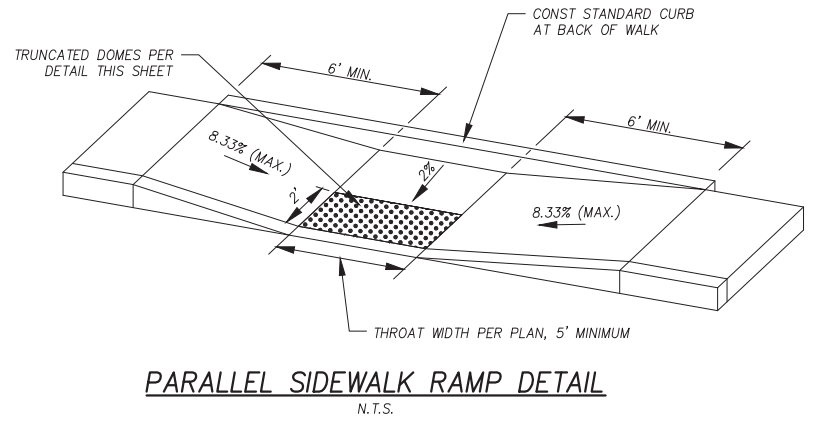 CONST STANDARD CURB
AT BACK OF WALK
TRUNCATED DOMES PER
DETAIL THIS SHEET
6' MIN.
6' MIN.
8.33% (MAX.)
2%
2'
8.33% (MAX.)
THROAT WIDTH PER PLAN, 5' MINIMUM
PARALLEL SIDEWALK RAMP DETAIL
N.T.S.